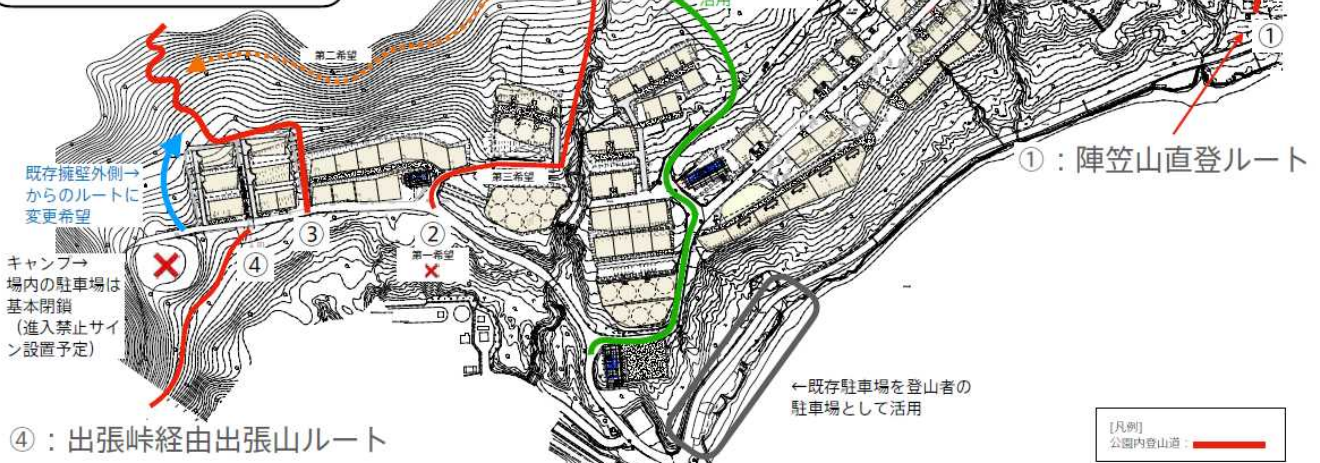 活用
第二希望
①
①：陣笠山直登ルート
既存擁壁外側→
からのルートに
変更希望
第三希望
③
②
④
第一希望
キャンプ→
場内の駐車場は
基本閉鎖
（進入禁止サイ
ン設置予定）
←既存駐車場を登山者の
駐車場として活用
④：出張峠経由出張山ルート
[凡例]
公園内登山道：